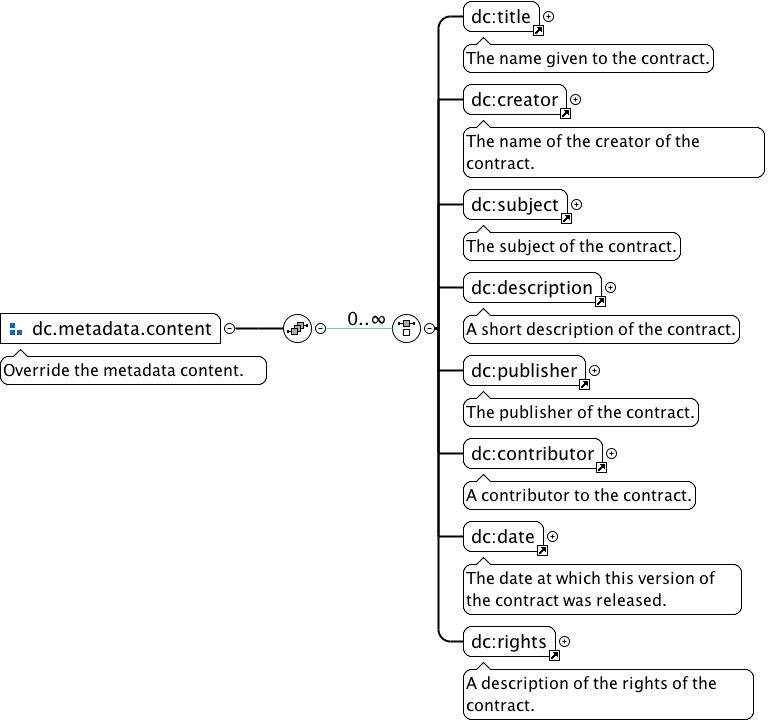 dc:title
The name given to the contract.
dc:creator
The name of the creator of the
contract.
dc:subject
The subject of the contract.
dc:description
dc.metadata.content
0..∞
A short description of the contract.
Override the metadata content.
dc:publisher
The publisher of the contract.
dc:contributor
A contributor to the contract.
dc:date
The date at which this version of
the contract was released.
dc:rights
A description of the rights of the
contract.